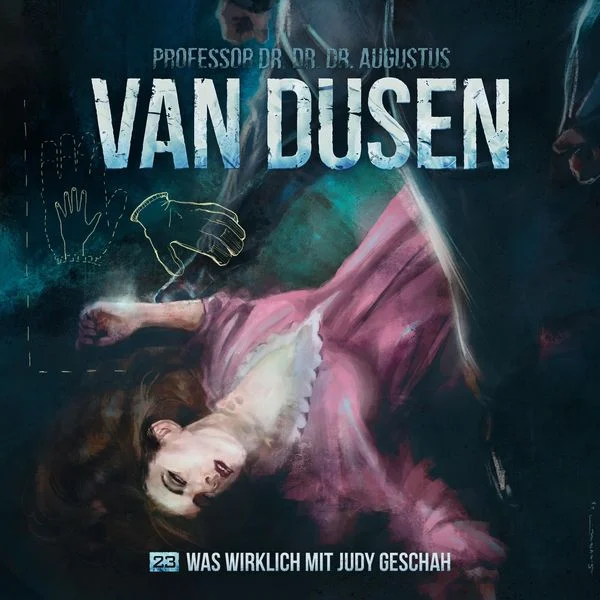 PROFESSOR DR. DR. DR. AUGUSTUS
VAN DUSEN
23 WAS WIRKLICH MIT JUDY GESCHAH